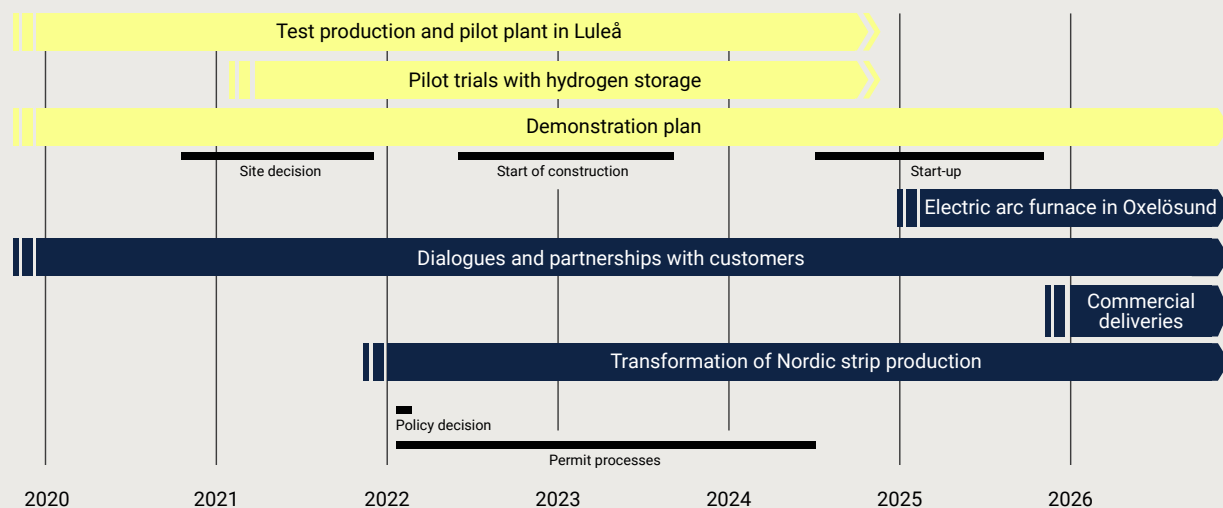 Test production and pilot plant in Luleå
Pilot trials with hydrogen storage
Demonstration plan
Site decision
Start of construction
Start-up
Electric arc furnace in Oxelösund
Dialogues and partnerships with customers
Commercial
deliveries
Transformation of Nordic strip production
Policy decision
Permit processes
2020
2021
2022
2023
2024
2025
2026